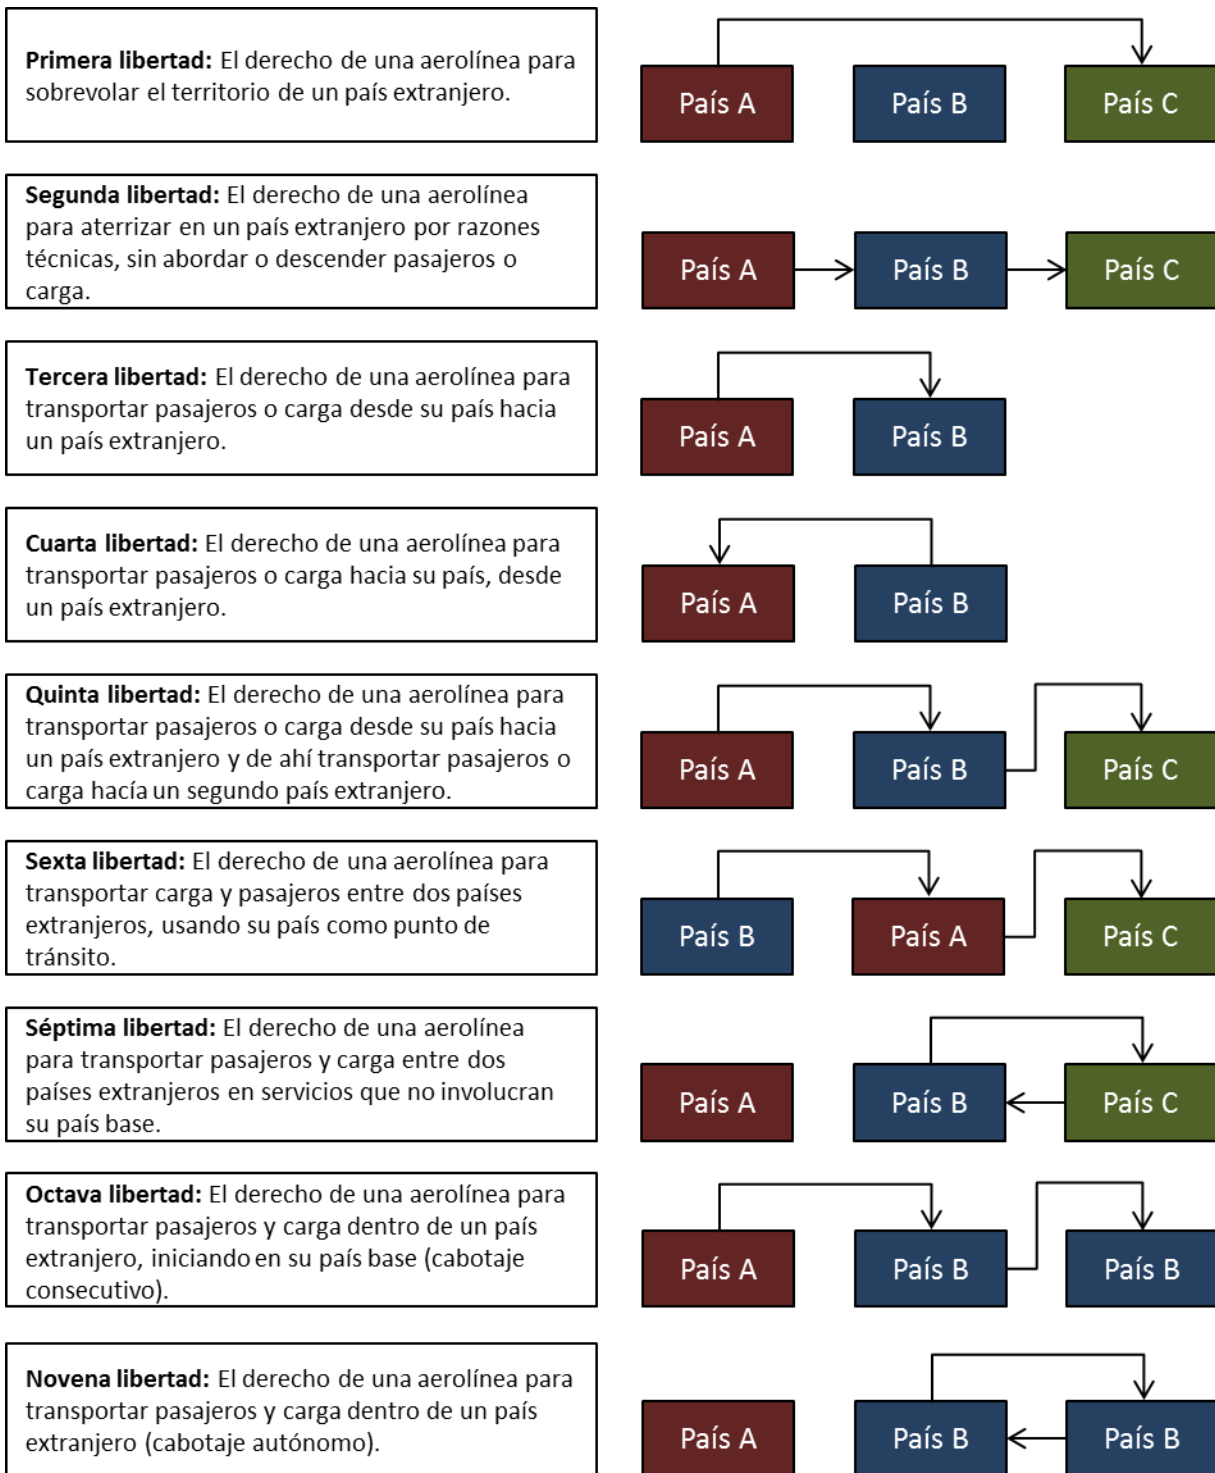 Primera libertad: El derecho de una aerolínea para
sobrevolar el territorio de un país extranjero.
País A
País B
País C
Segunda libertad: El derecho de una aerolínea
para aterrizar en un país extranjero por razones
técnicas, sin abordar o descender pasajeros o
carga.
País A
País B
País C
Tercera libertad: El derecho de una aerolínea para
transportar pasajeros o carga desde su país hacia
un país extranjero.
País A
País B
Cuarta libertad: El derecho de una aerolínea para
transportar pasajeros o carga hacia su país, desde
un país extranjero.
País A
País B
Quinta libertad: El derecho de una aerolínea para
transportar pasajeros o carga desde su país hacia
un país extranjero y de ahí transportar pasajeros o
carga hacía un segundo país extranjero.
País A
País B
País C
Sexta libertad: El derecho de una aerolínea para
transportar carga y pasajeros entre dos países
extranjeros, usando su país como punto de
tránsito.
País B
País A
País C
Séptima libertad: El derecho de una aerolínea
para transportar pasajeros y carga entre dos
países extranjeros en servicios que no involucran
su país base.
País A
País B
País C
Octava libertad: El derecho de una aerolínea para
transportar pasajeros y carga dentro de un país
extranjero, iniciando en su país base (cabotaje
consecutivo).
País A
País B
País B
Novena libertad: El derecho de una aerolínea para
transportar pasajeros y carga dentro de un país
extranjero (cabotaje autónomo).
País A
País B
País B